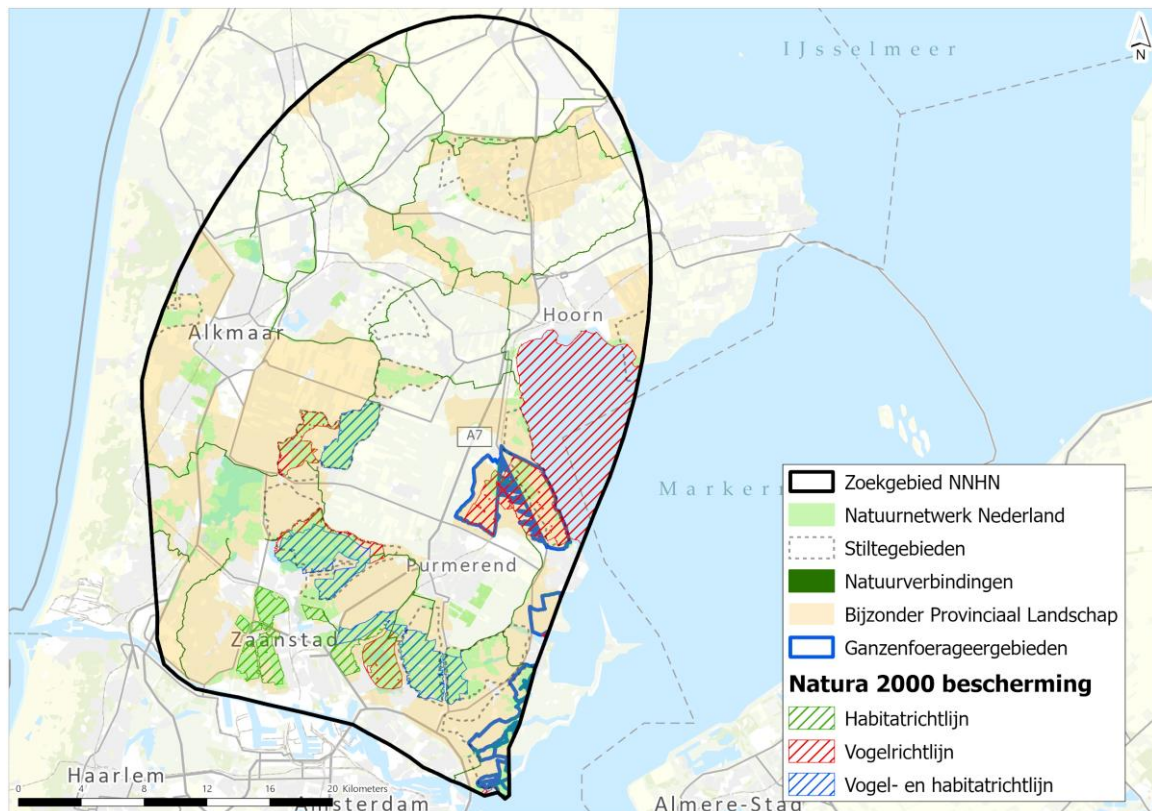 IJsselmeer
N
Hoorn
Alkmaar
A7
Markerm
Purmerend
Zaanstad
Haarlem
Amsterdam
Almere-Stad
0 4 8 12 16 20 Kilometers
Zoekgebied NNHN
Natuurnetwerk Nederland
Stiltegebieden
Natuurverbindingen
Bijzonder Provinciaal Landschap
Ganzenfoerageergebieden
Natura 2000 bescherming
Habitatrichtlijn
Vogelrichtlijn
Vogel- en habitatrichtlijn